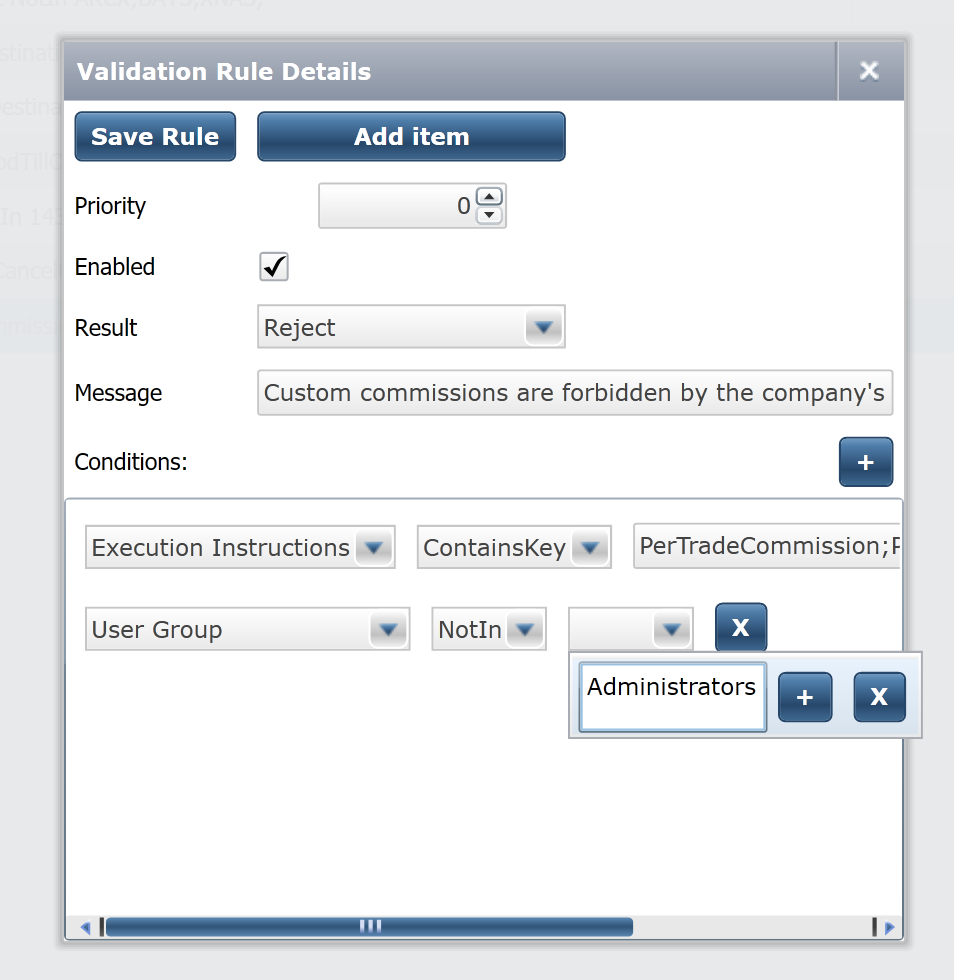 Validation Rule Details
Save Rule Add item
Priority 0
Enabled
Result Reject
Message Custom commissions are forbidden by the company's
Conditions: +
Execution Instructions ContainsKey PerTradeCommission;
User Group NotIn X
Administrators + X